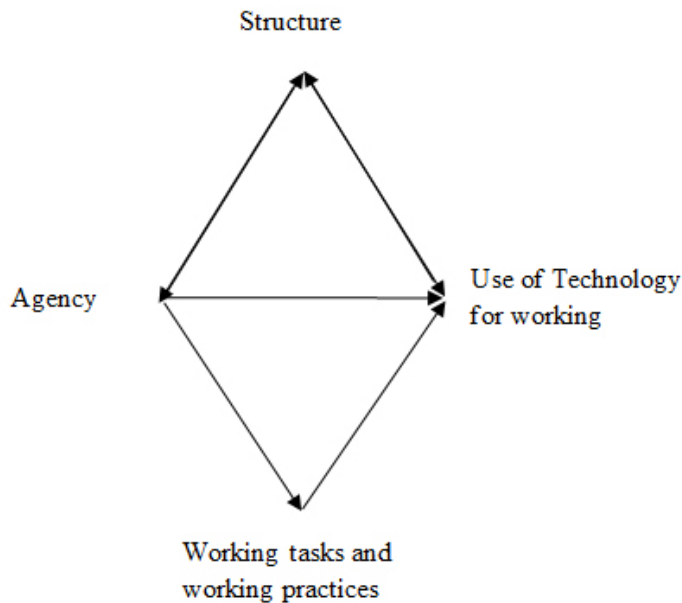 Structure
Agency
Use of Technology
for working
Working tasks and
working practices